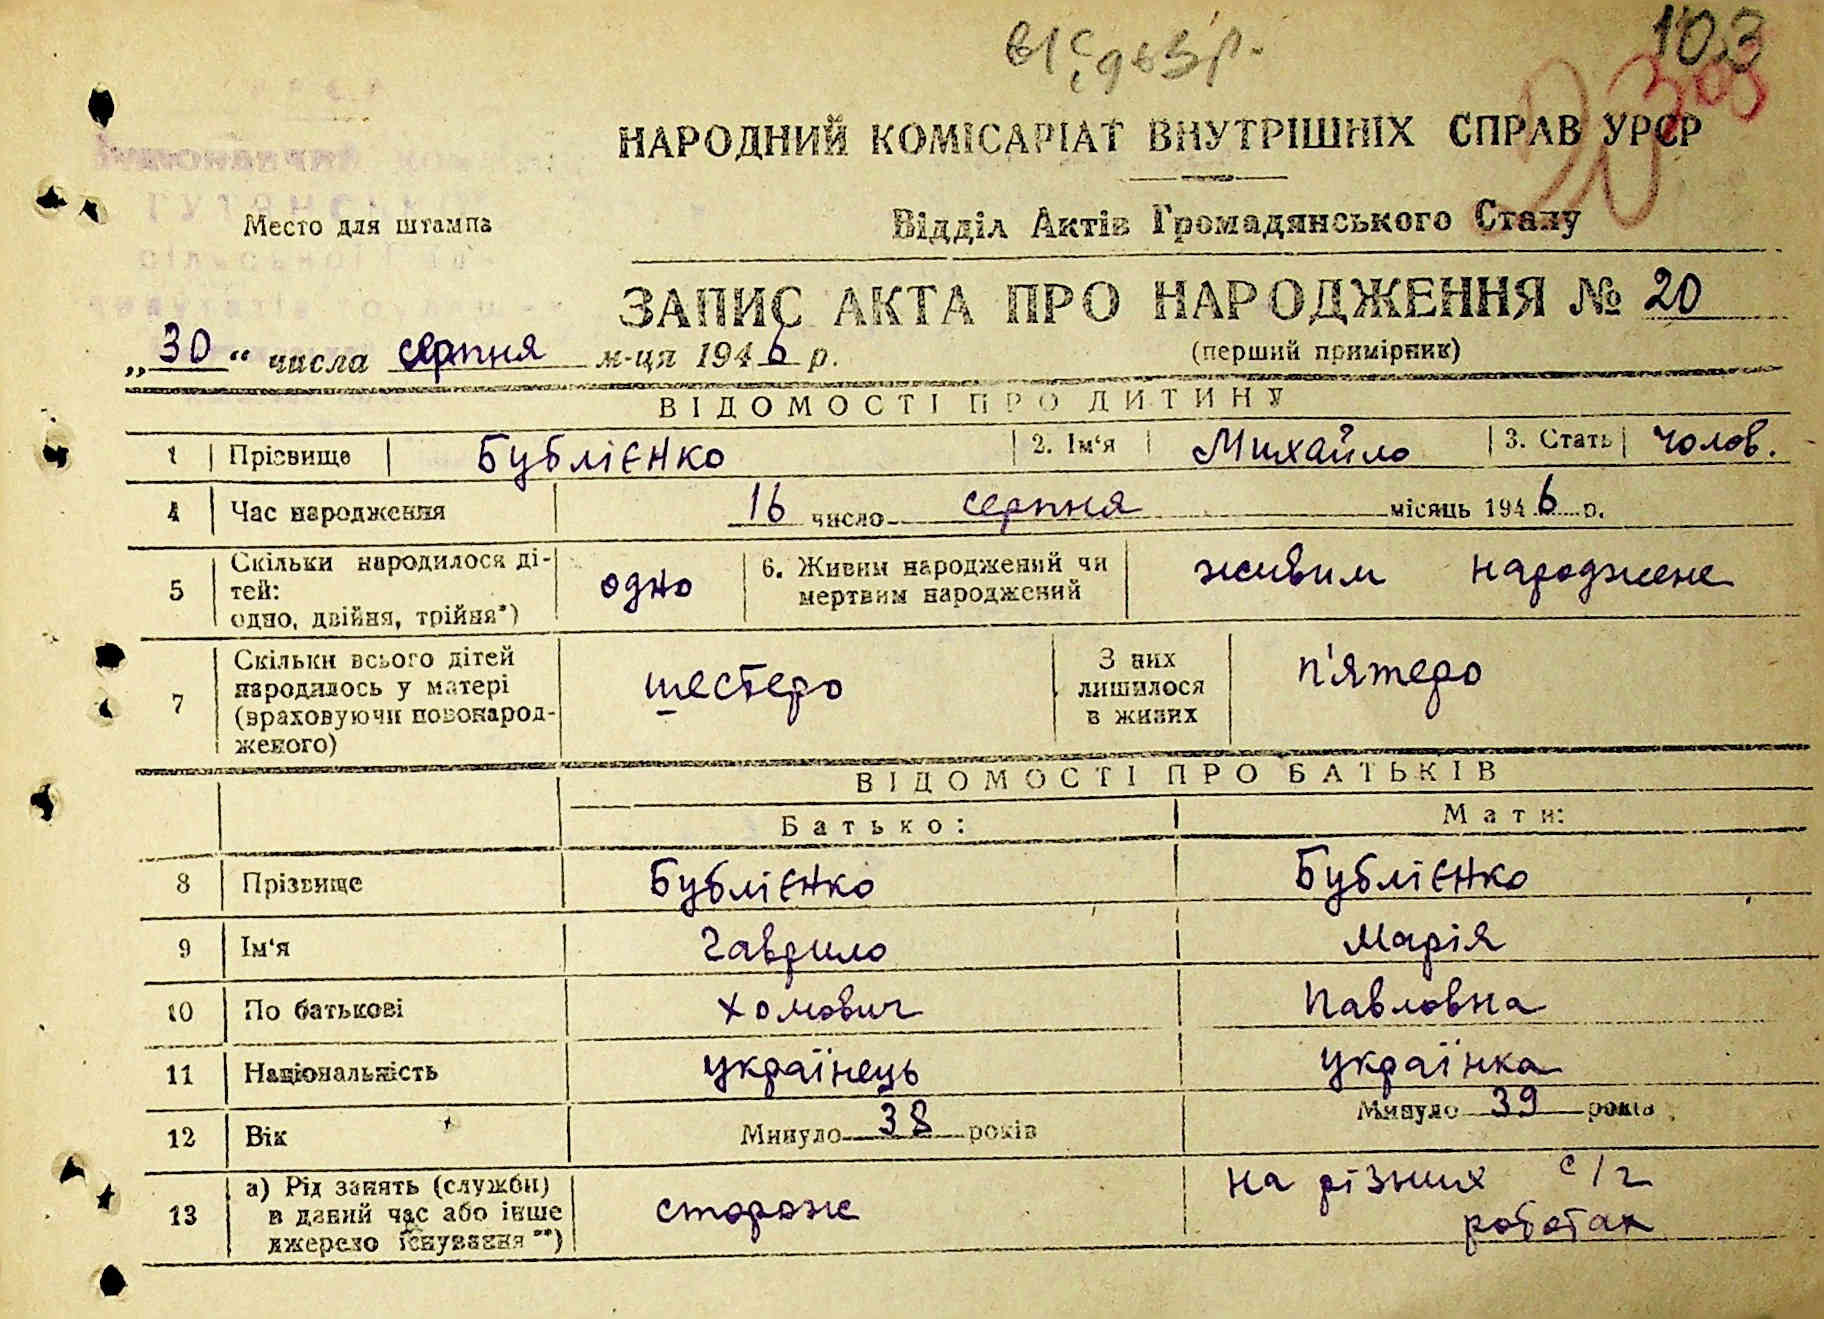 103
НАРОДНИЙ КОМІСАРІАТ ВНУТРІШНІХ СПРАВ УРСР
Место для штампа
Відділ Актів Громадянського Стану
ЗАПИС АКТА ПРО НАРОДЖЕННЯ № 20
„30“ числа серпня м-ця 1946 р.
(перший примірник)
ВІДОМОСТІ ПРО ДИТИНУ
1 Прізвище Бублієнко 2. Ім‘я Михайло 3. Стать чолов.
4 Час народження 16 число серпня місяць 1946 р.
5 Скільки народилося ді-
тей:
одно, двійня, трійня*) одно 6. Живим народжений чи
мертвим народжений живим народжене
7 Скільки всього дітей
народилось у матері
(враховуючи новонарод-
женого) шестеро З них
лишилося
в живих п'ятеро
ВІДОМОСТІ ПРО БАТЬКІВ
Батько: Мати:
8 Прізвище Бублієнко Бублієнко
9 Ім‘я Гаврило Марія
10 По батькові Хомович Павловна
11 Національність українець українка
12 Вік Минуло 38 років Минуло 39 років
13 а) Рід занять (служби)
в даний час або інше
джерело існування**) стороже на різних с/г
роботах